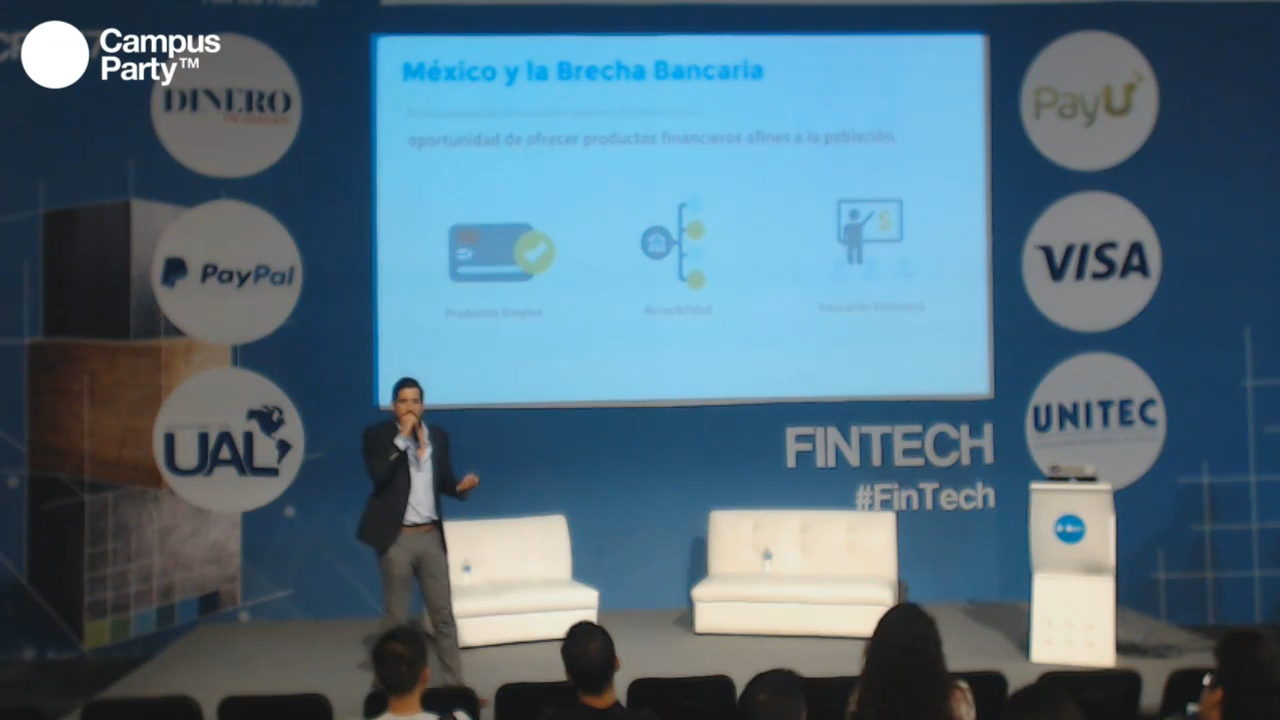 Campus
Party™
DINERO
PayPal
UAL
México y la Brecha Bancaria
oportunidad de ofrecer productos financieros afines a la población.
Productos Simples
Accesibilidad
Educación Financiera
PayU
VISA
UNITEC
FINTECH
#FinTech